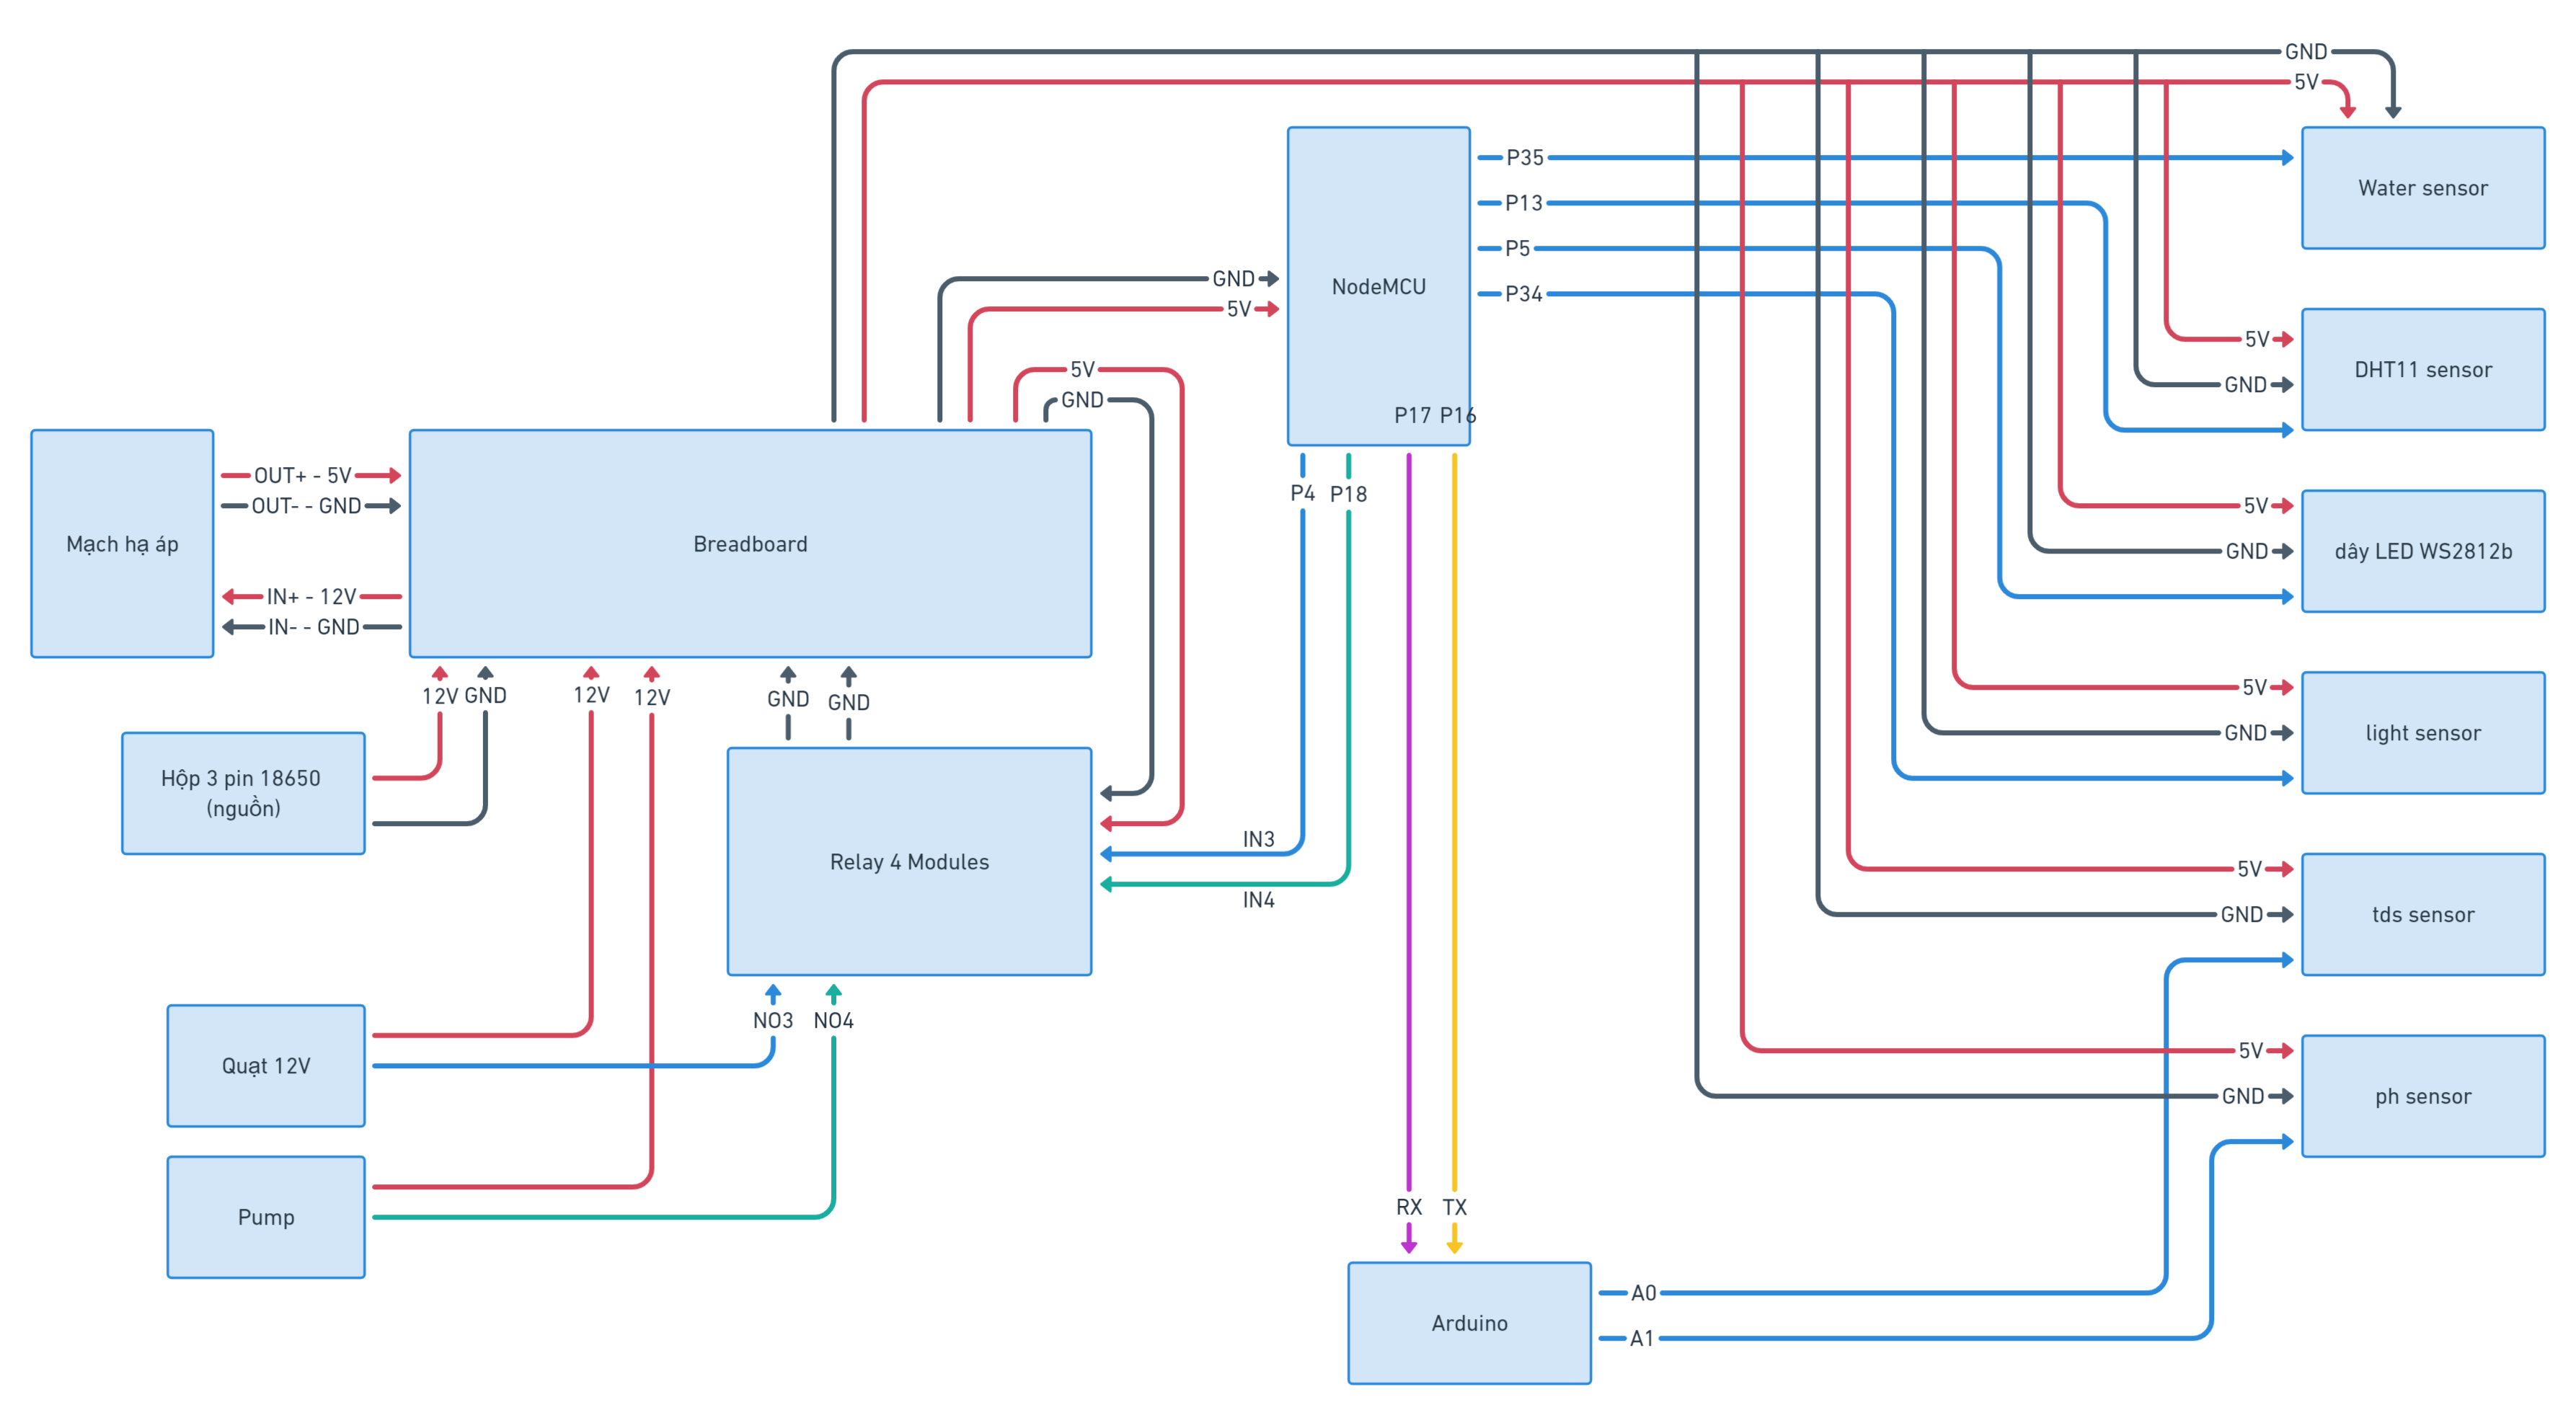 GND
5V
P35
Water sensor
P13
P5
GND
NodeMCU
P34
5V
5V
DHT11 sensor
GND
5V
GND
P17 P16
OUT+ - 5V
OUT- - GND
Mạch hạ áp
Breadboard
IN+ - 12V
IN- - GND
P4
P18
5V
GND
dây LED WS2812b
12V
GND
12V
12V
GND
GND
5V
GND
light sensor
Hộp 3 pin 18650
(nguồn)
Relay 4 Modules
IN3
IN4
5V
GND
tds sensor
NO3
NO4
Quạt 12V
5V
GND
ph sensor
Pump
RX
TX
Arduino
A0
A1